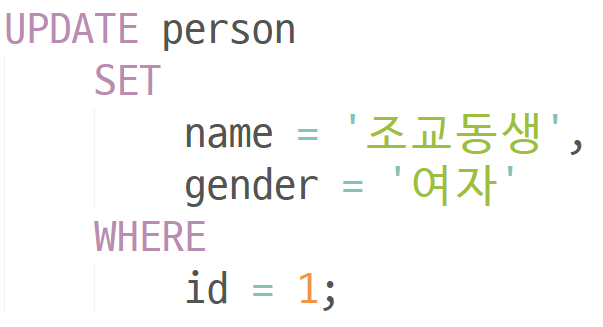 UPDATE person
SET
name = '조교동생',
gender = '여자'
WHERE
id = 1;